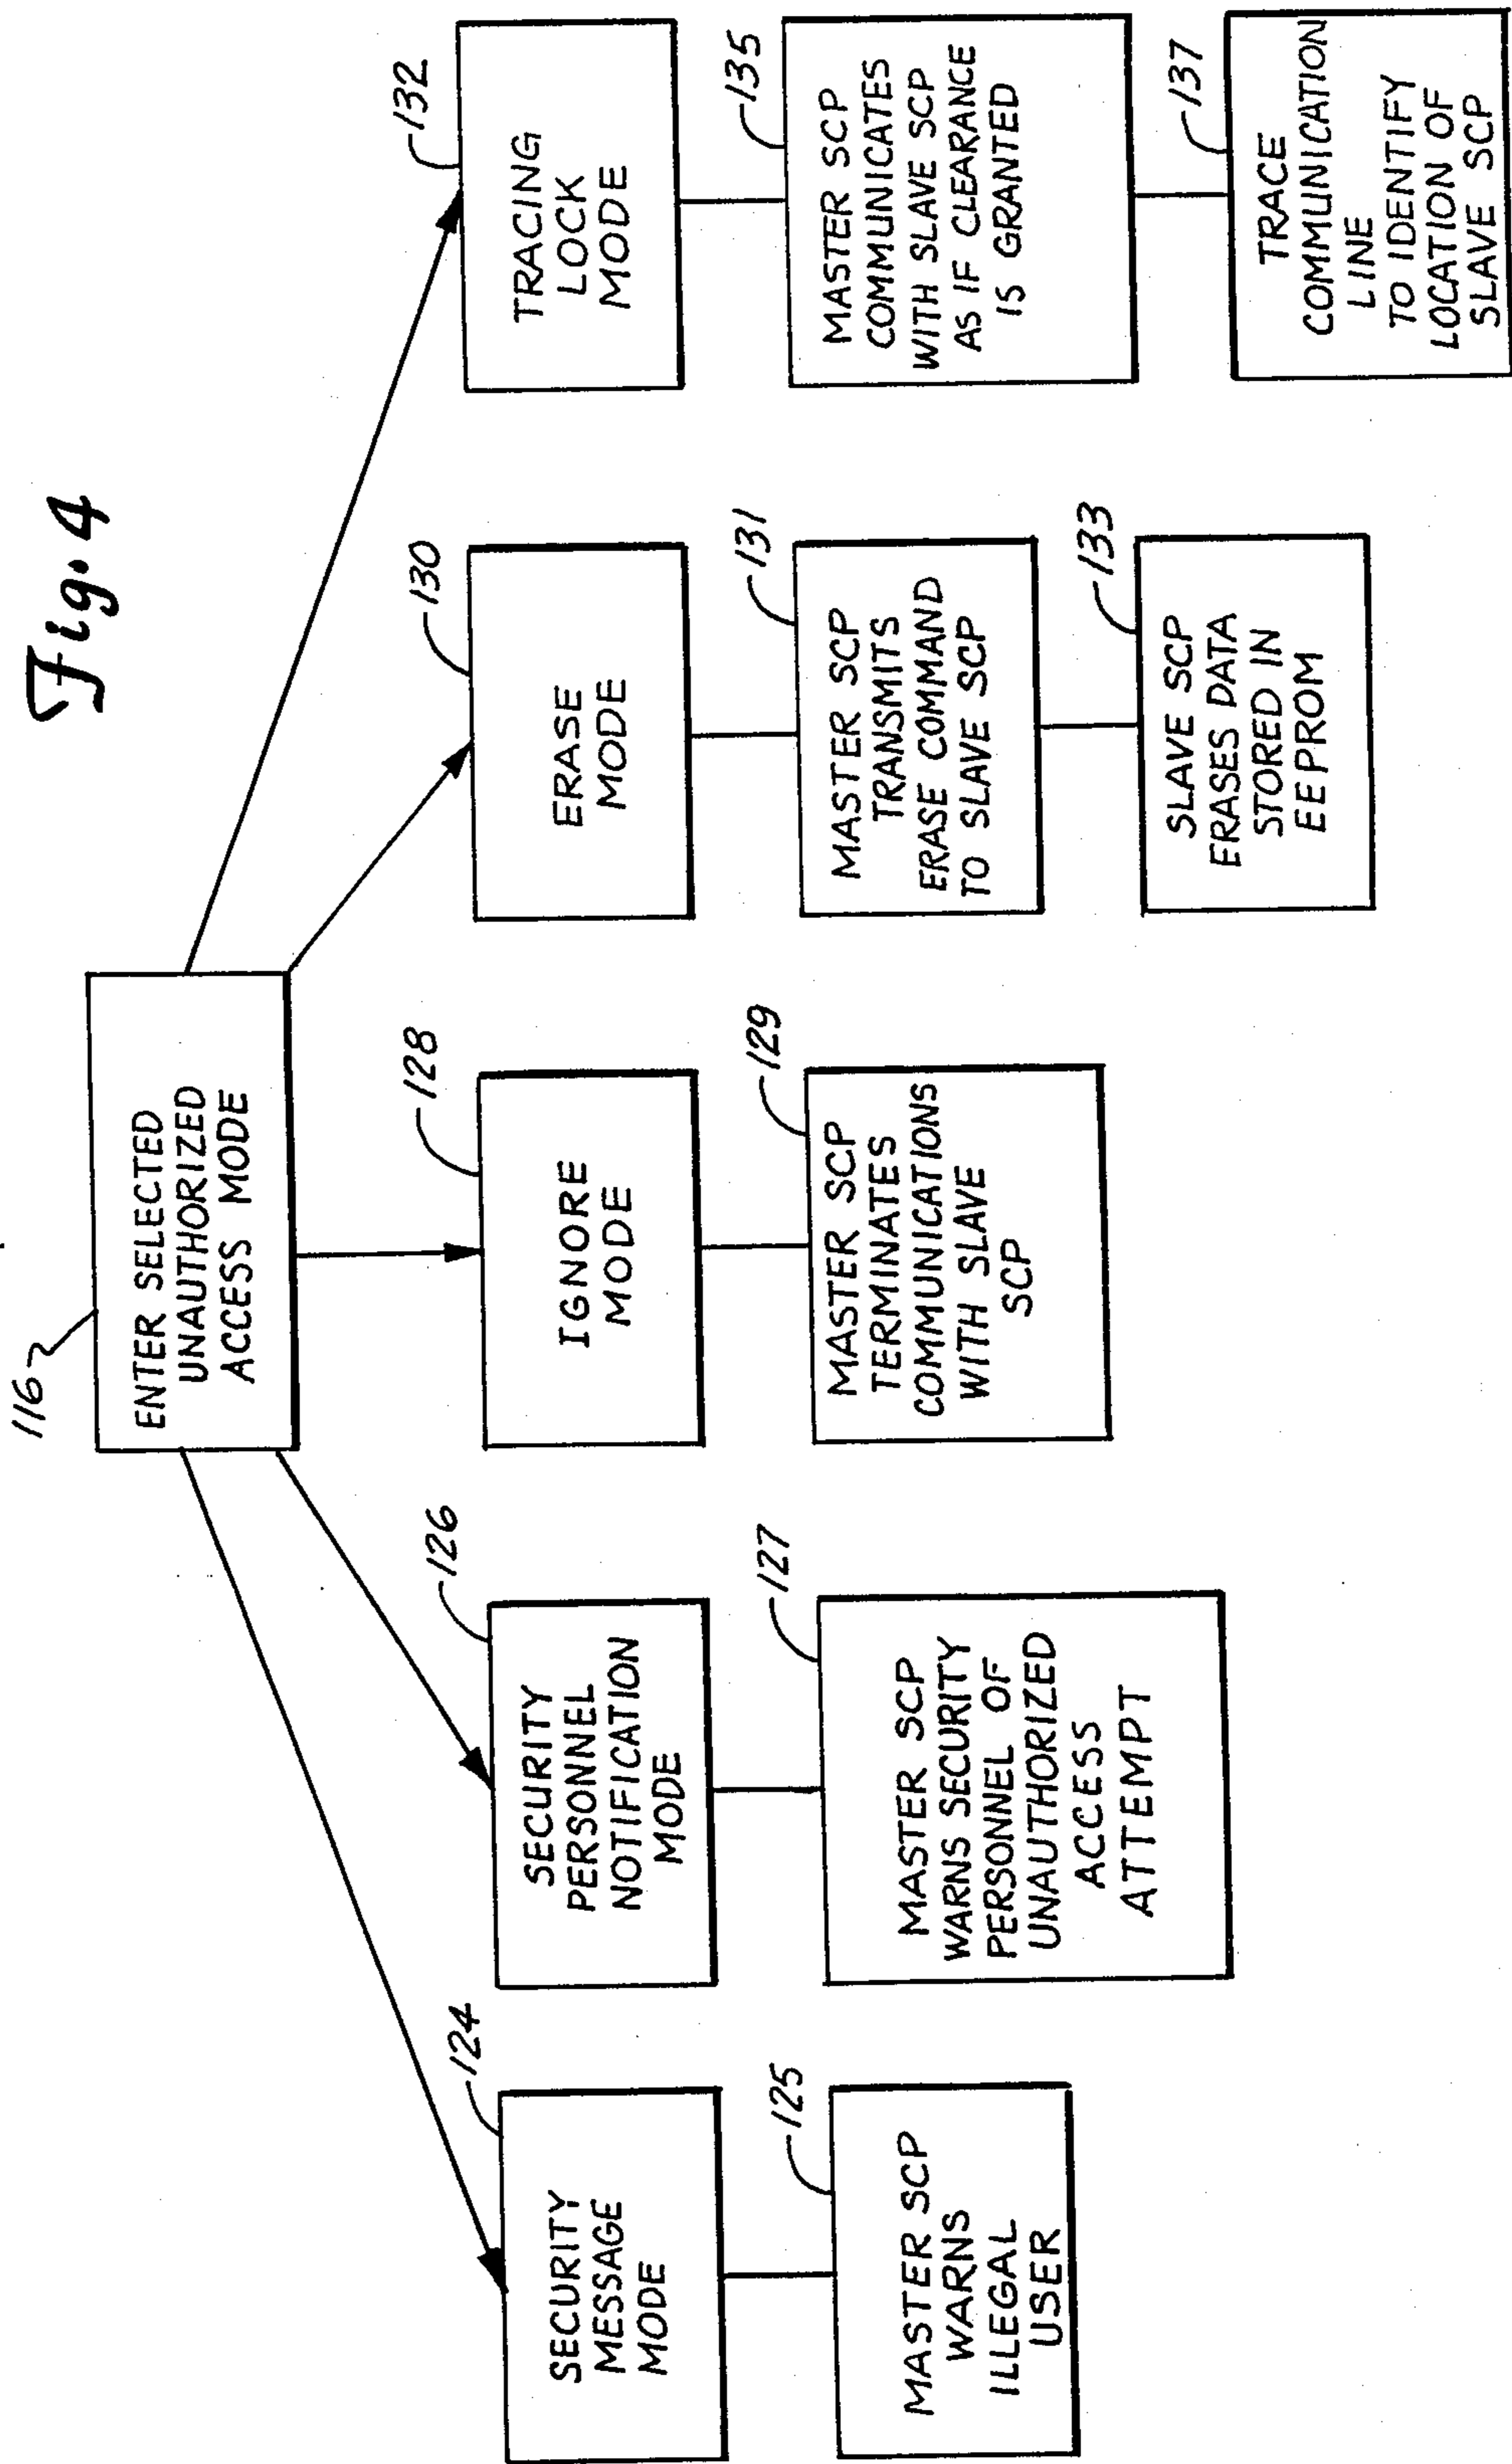 Fig. 4
116
ENTER SELECTED
UNAUTHORIZED
ACCESS MODE
124
SECURITY
MESSAGE
MODE
125
MASTER SCP
WARNS
ILLEGAL
USER
126
SECURITY
PERSONNEL
NOTIFICATION
MODE
127
MASTER SCP
WARNS SECURITY
PERSONNEL OF
UNAUTHORIZED
ACCESS
ATTEMPT
128
IGNORE
MODE
129
MASTER SCP
TERMINATES
COMMUNICATIONS
WITH SLAVE
SCP
130
ERASE
MODE
131
MASTER SCP
TRANSMITS
ERASE COMMAND
TO SLAVE SCP
133
SLAVE SCP
ERASES DATA
STORED IN
EEPROM
132
TRACING
LOCK
MODE
135
MASTER SCP
COMMUNICATES
WITH SLAVE SCP
AS IF CLEARANCE
IS GRANTED
137
TRACE
COMMUNICATION
LINE
TO IDENTIFY
LOCATION OF
SLAVE SCP